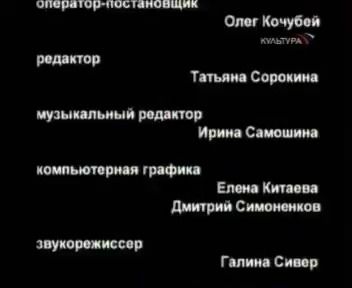 оператор-постановщик
Олег Кочубей
КУЛЬТУРА
редактор
Татьяна Сорокина
музыкальный редактор
Ирина Самошина
компьютерная графика
Елена Китаева
Дмитрий Симоненков
звукорежиссер
Галина Сивер